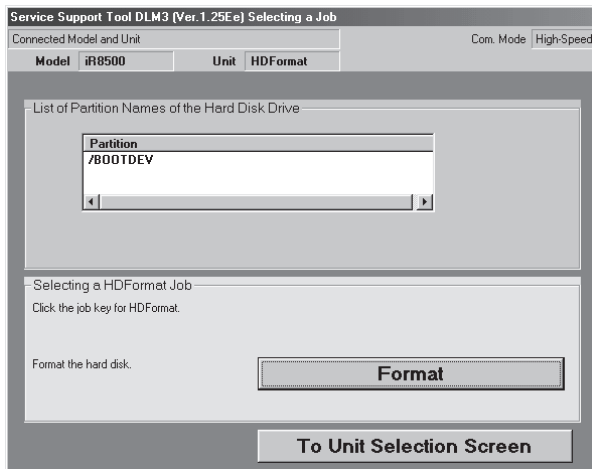 Service Support Tool DLM3 (Ver.1.25Ee) Selecting a Job
Connected Model and Unit Com. Mode High-Speed
Model iR8500 Unit HDFormat
List of Partition Names of the Hard Disk Drive
Partition
/BOOTDEV
Selecting a HDFormat Job
Click the job key for HDFormat.
Format the hard disk. Format
To Unit Selection Screen